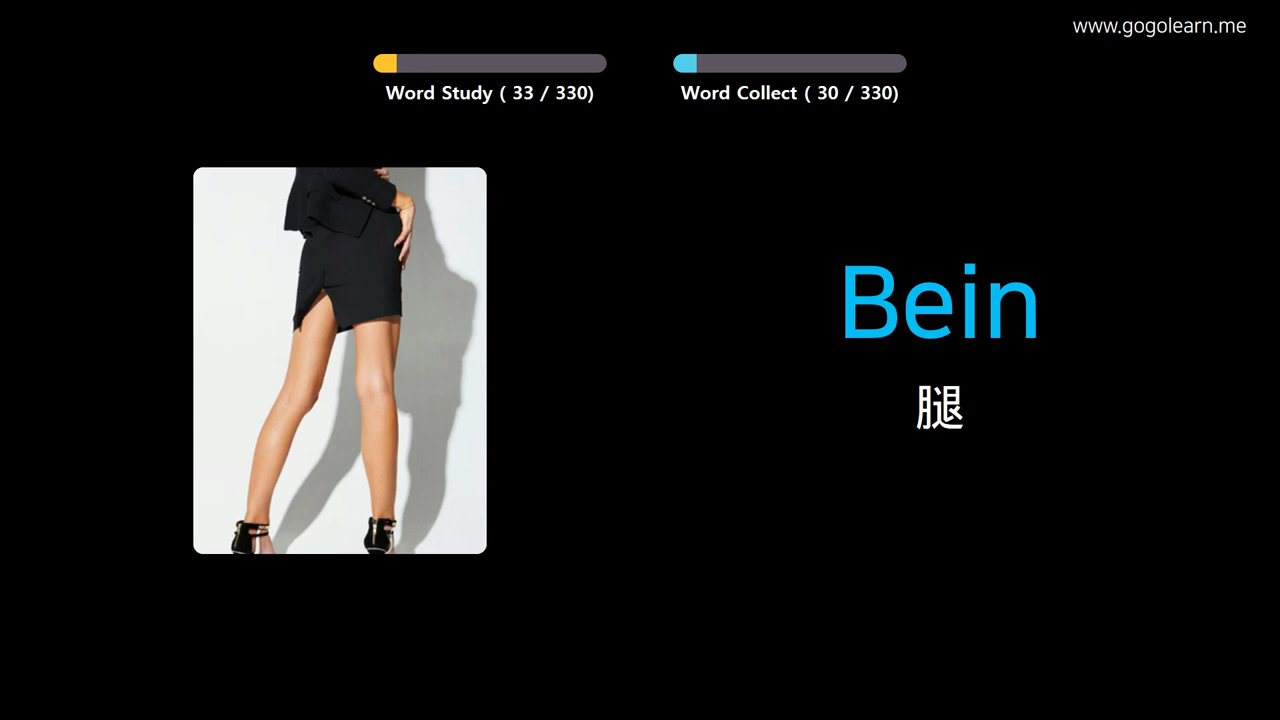 www.gogolearn.me
Word Study ( 33 / 330)
Word Collect ( 30 / 330)
Bein
腿